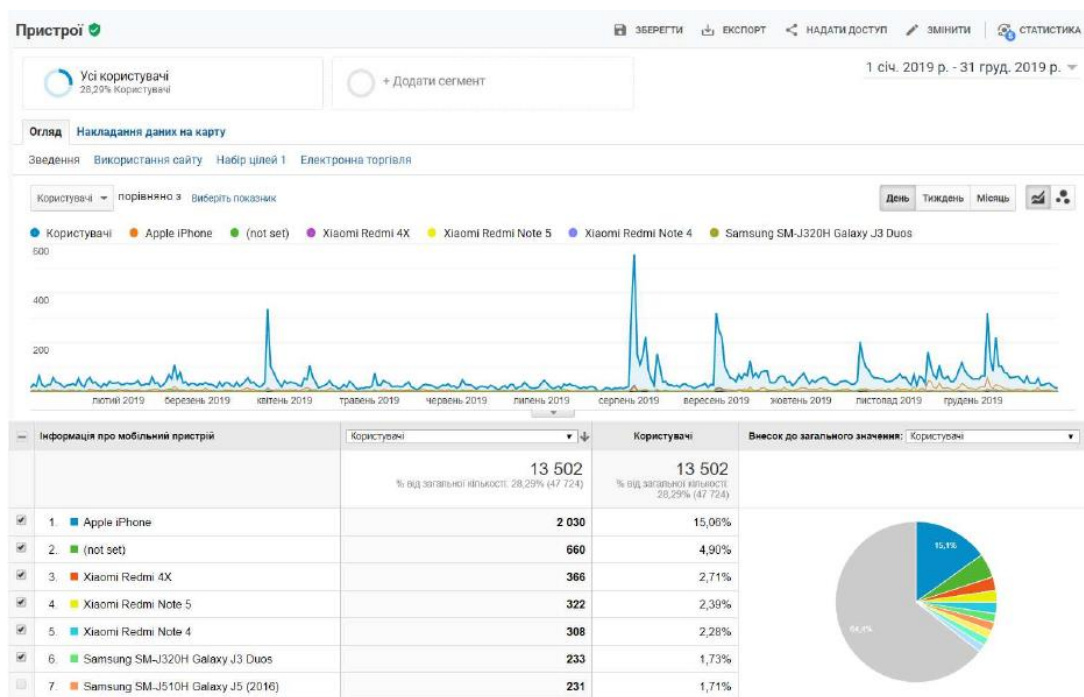 Пристрої
ЗБЕРЕГТИ ЕКСПОРТ НАДАТИ ДОСТУП ЗМІНИТИ СТАТИСТИКА
1 січ. 2019 р. - 31 груд. 2019 р.
Усі користувачі
28,29% Користувачі
+ Додати сегмент
Огляд Накладання даних на карту
Зведення Використання сайту Набір цілей 1 Електронна торгівля
Користувачі порівняно з Виберіть показник
День Тиждень Місяць
Користувачі Apple iPhone (not set) Xiaomi Redmi 4X Xiaomi Redmi Note 5 Xiaomi Redmi Note 4 Samsung SM-J320H Galaxy J3 Duos
600
400
200
лютий 2019 березень 2019 квітень 2019 травень 2019 червень 2019 липень 2019 серпень 2019 вересень 2019 жовтень 2019 листопад 2019 грудень 2019
Інформація про мобільний пристрій Користувачі Користувачі Внесок до загального значення: Користувачі
13 502 13 502
% від загальної кількості: 28,29% (47 724) % від загальної кількості: 28,29% (47 724)
1. Apple iPhone 2 030 15,06%
2. (not set) 660 4,90%
3. Xiaomi Redmi 4X 366 2,71%
4. Xiaomi Redmi Note 5 322 2,39%
5. Xiaomi Redmi Note 4 308 2,28%
6. Samsung SM-J320H Galaxy J3 Duos 233 1,73%
7. Samsung SM-J510H Galaxy J5 (2016) 231 1,71%
15,1%
64,4%